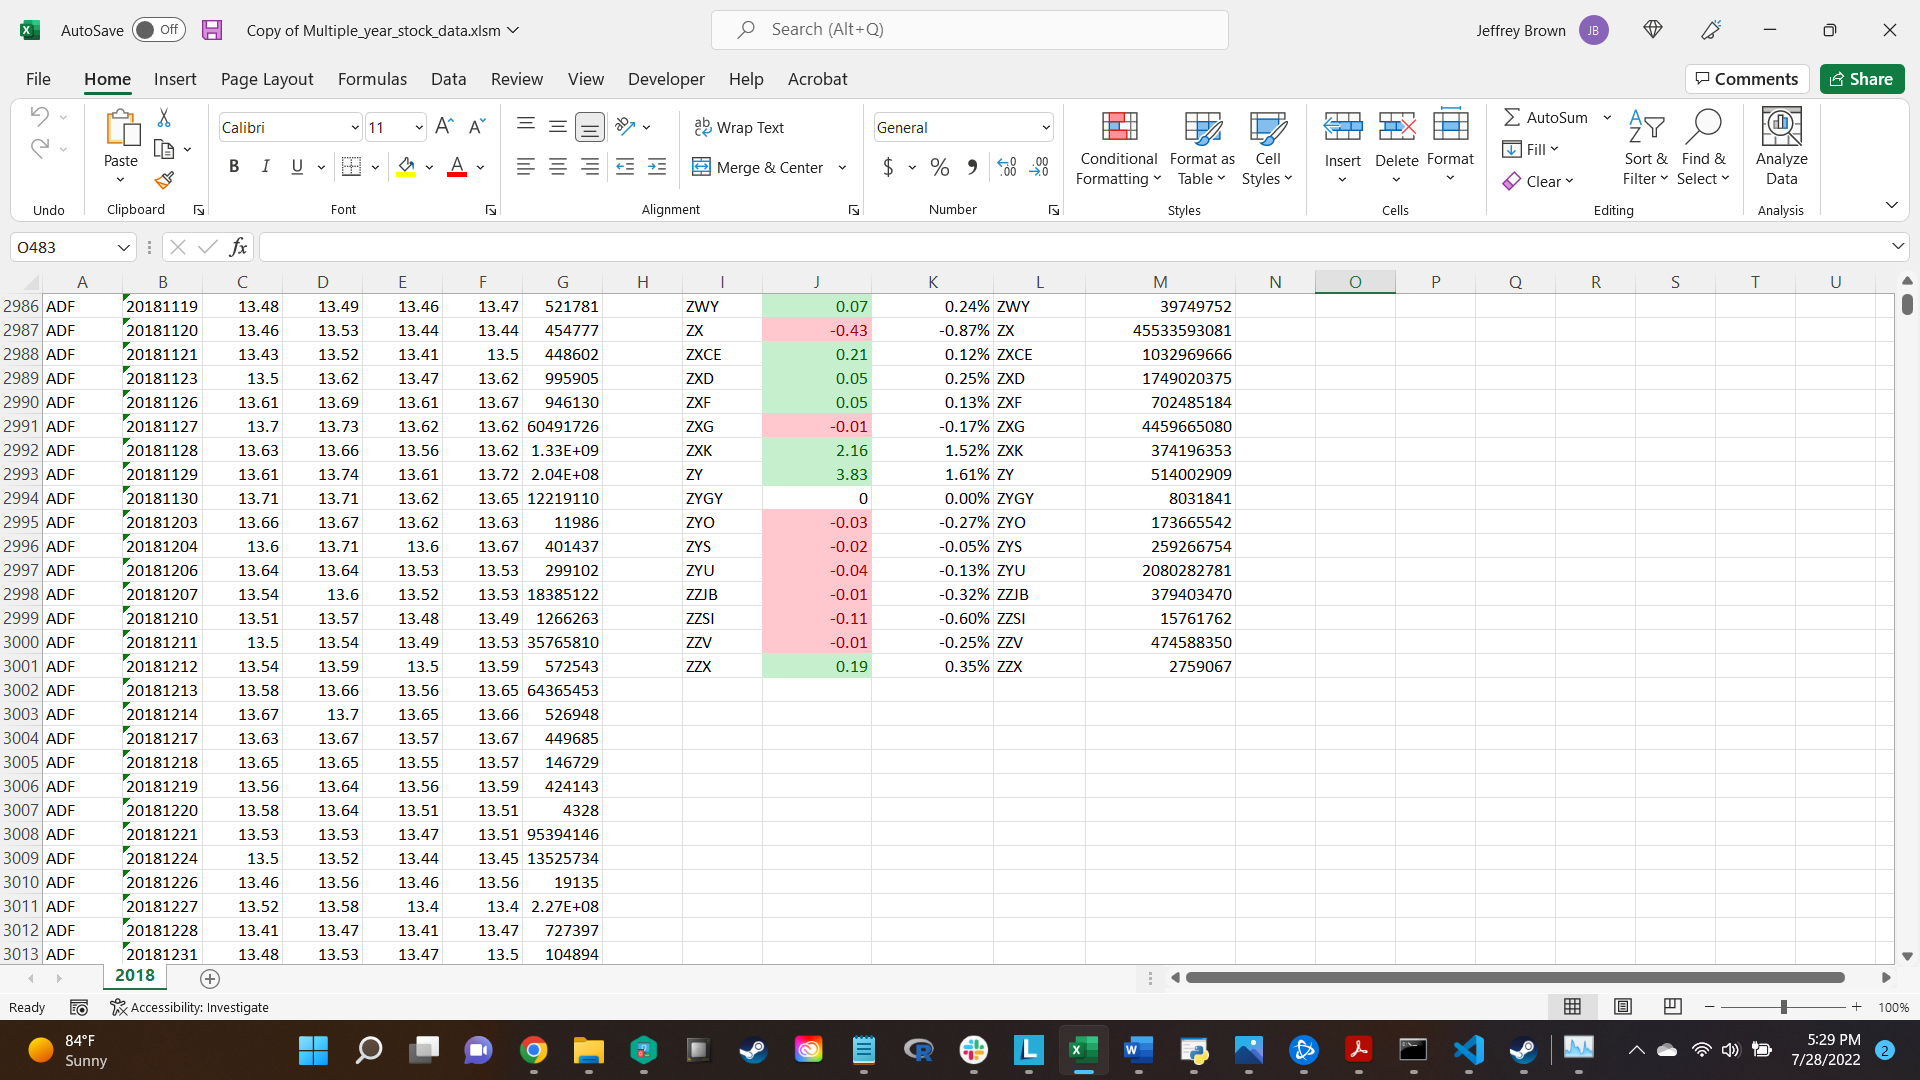 AutoSave Off Copy of Multiple_year_stock_data.xlsm Search (Alt+Q) Jeffrey Brown JB
File Home Insert Page Layout Formulas Data Review View Developer Help Acrobat Comments Share
Paste Calibri 11 Wrap Text General Conditional Formatting Format as Table Cell Styles Insert Delete Format AutoSum Sort & Filter Find & Select Analyze Data
B I U A Merge & Center $ % Fill
Clear
Undo Clipboard Font Alignment Number Styles Cells Editing Analysis
O483 fx
A B C D E F G H I J K L M N O P Q R S T U
2986 ADF 20181119 13.48 13.49 13.46 13.47 521781 ZWY 0.07 0.24% ZWY 39749752
2987 ADF 20181120 13.46 13.53 13.44 13.44 454777 ZX -0.43 -0.87% ZX 45533593081
2988 ADF 20181121 13.43 13.52 13.41 13.5 448602 ZXCE 0.21 0.12% ZXCE 1032969666
2989 ADF 20181123 13.5 13.62 13.47 13.62 995905 ZXD 0.05 0.25% ZXD 1749020375
2990 ADF 20181126 13.61 13.69 13.61 13.67 946130 ZXF 0.05 0.13% ZXF 702485184
2991 ADF 20181127 13.7 13.73 13.62 13.62 60491726 ZXG -0.01 -0.17% ZXG 4459665080
2992 ADF 20181128 13.63 13.66 13.56 13.62 1.33E+09 ZXK 2.16 1.52% ZXK 374196353
2993 ADF 20181129 13.61 13.74 13.61 13.72 2.04E+08 ZY 3.83 1.61% ZY 514002909
2994 ADF 20181130 13.71 13.71 13.62 13.65 12219110 ZYGY 0 0.00% ZYGY 8031841
2995 ADF 20181203 13.66 13.67 13.62 13.63 11986 ZYO -0.03 -0.27% ZYO 173665542
2996 ADF 20181204 13.6 13.71 13.6 13.67 401437 ZYS -0.02 -0.05% ZYS 259266754
2997 ADF 20181206 13.64 13.64 13.53 13.53 299102 ZYU -0.04 -0.13% ZYU 2080282781
2998 ADF 20181207 13.54 13.6 13.52 13.53 18385122 ZZJB -0.01 -0.32% ZZJB 379403470
2999 ADF 20181210 13.51 13.57 13.48 13.49 1266263 ZZSI -0.11 -0.60% ZZSI 15761762
3000 ADF 20181211 13.5 13.54 13.49 13.53 35765810 ZZV -0.01 -0.25% ZZV 474588350
3001 ADF 20181212 13.54 13.59 13.5 13.59 572543 ZZX 0.19 0.35% ZZX 2759067
3002 ADF 20181213 13.58 13.66 13.56 13.65 64365453
3003 ADF 20181214 13.67 13.7 13.65 13.66 526948
3004 ADF 20181217 13.63 13.67 13.57 13.67 449685
3005 ADF 20181218 13.65 13.65 13.55 13.57 146729
3006 ADF 20181219 13.56 13.64 13.56 13.59 424143
3007 ADF 20181220 13.58 13.64 13.51 13.51 4328
3008 ADF 20181221 13.53 13.53 13.47 13.51 95394146
3009 ADF 20181224 13.5 13.52 13.44 13.45 13525734
3010 ADF 20181226 13.46 13.56 13.46 13.56 19135
3011 ADF 20181227 13.52 13.58 13.4 13.4 2.27E+08
3012 ADF 20181228 13.41 13.47 13.41 13.47 727397
3013 ADF 20181231 13.48 13.53 13.47 13.5 104894
2018
Ready Accessibility: Investigate 100%
84°F
Sunny
5:29 PM
7/28/2022
2